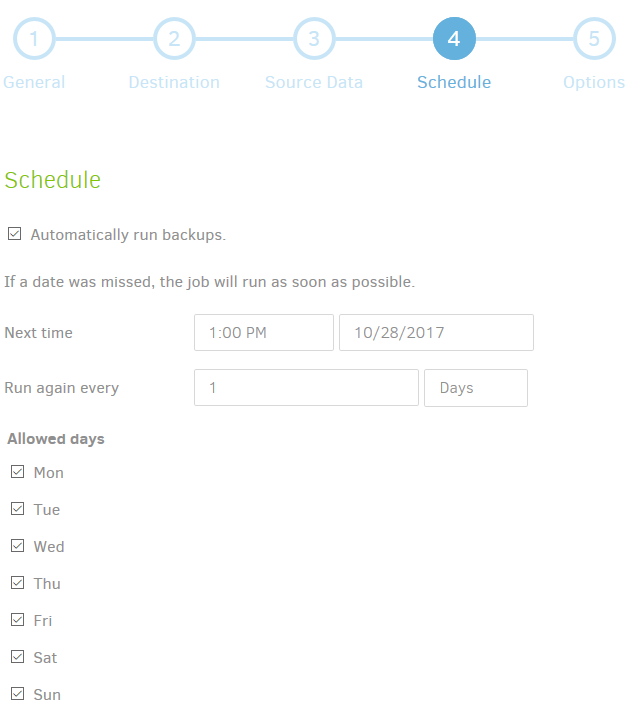 1 2 3 4 5
General Destination Source Data Schedule Options
Schedule
Automatically run backups.
If a date was missed, the job will run as soon as possible.
Next time 1:00 PM 10/28/2017
Run again every 1 Days
Allowed days
Mon
Tue
Wed
Thu
Fri
Sat
Sun